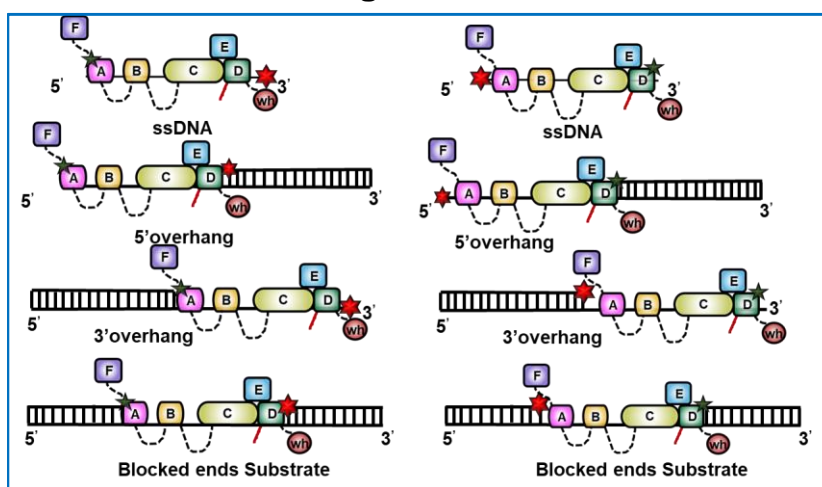 F
E
A B C D
5’ 3’
wh
ssDNA
F
E
A B C D
5’ 3’
wh
5’overhang
F
E
A B C D
5’ 3’
wh
3’overhang
F
E
A B C D
5’ 3’
wh
Blocked ends Substrate
F
E
A B C D
5’ 3’
wh
ssDNA
F
E
A B C D
5’ 3’
wh
5’overhang
F
E
A B C D
5’ 3’
wh
3’overhang
F
E
A B C D
5’ 3’
wh
Blocked ends Substrate